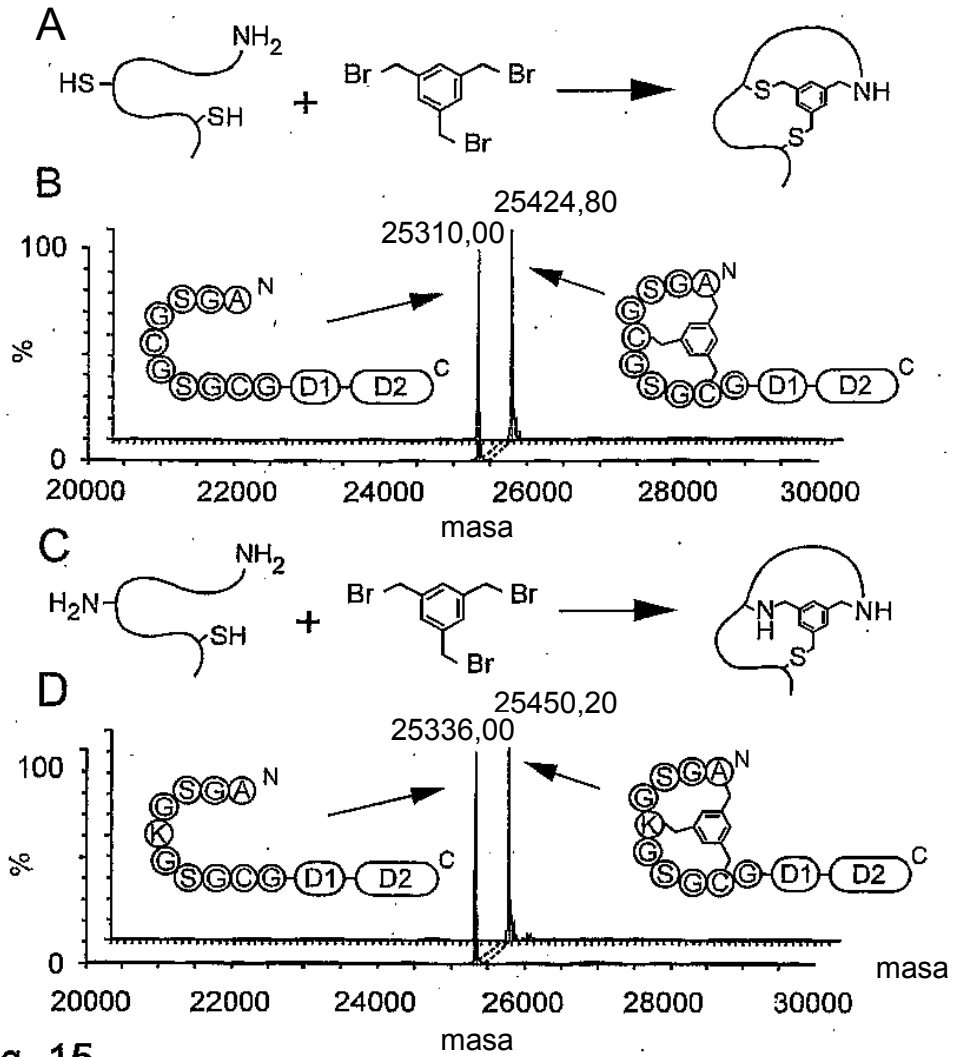 A
NH2
HS
SH
+
Br
Br
Br
S
S
NH
B
25424,80
25310,00
100
%
0
N
A G S G C G S G C G D1 D2
C
N
A G S G C G S G C G D1 D2
C
20000 22000 24000 26000 28000 30000
masa
C
NH2
H2N
SH
+
Br
Br
Br
N
H
NH
S
D
25450,20
25336,00
100
%
0
N
A G S G K G S G C G D1 D2
C
N
A G S G K G S G C G D1 D2
C
masa
20000 22000 24000 26000 28000 30000
masa